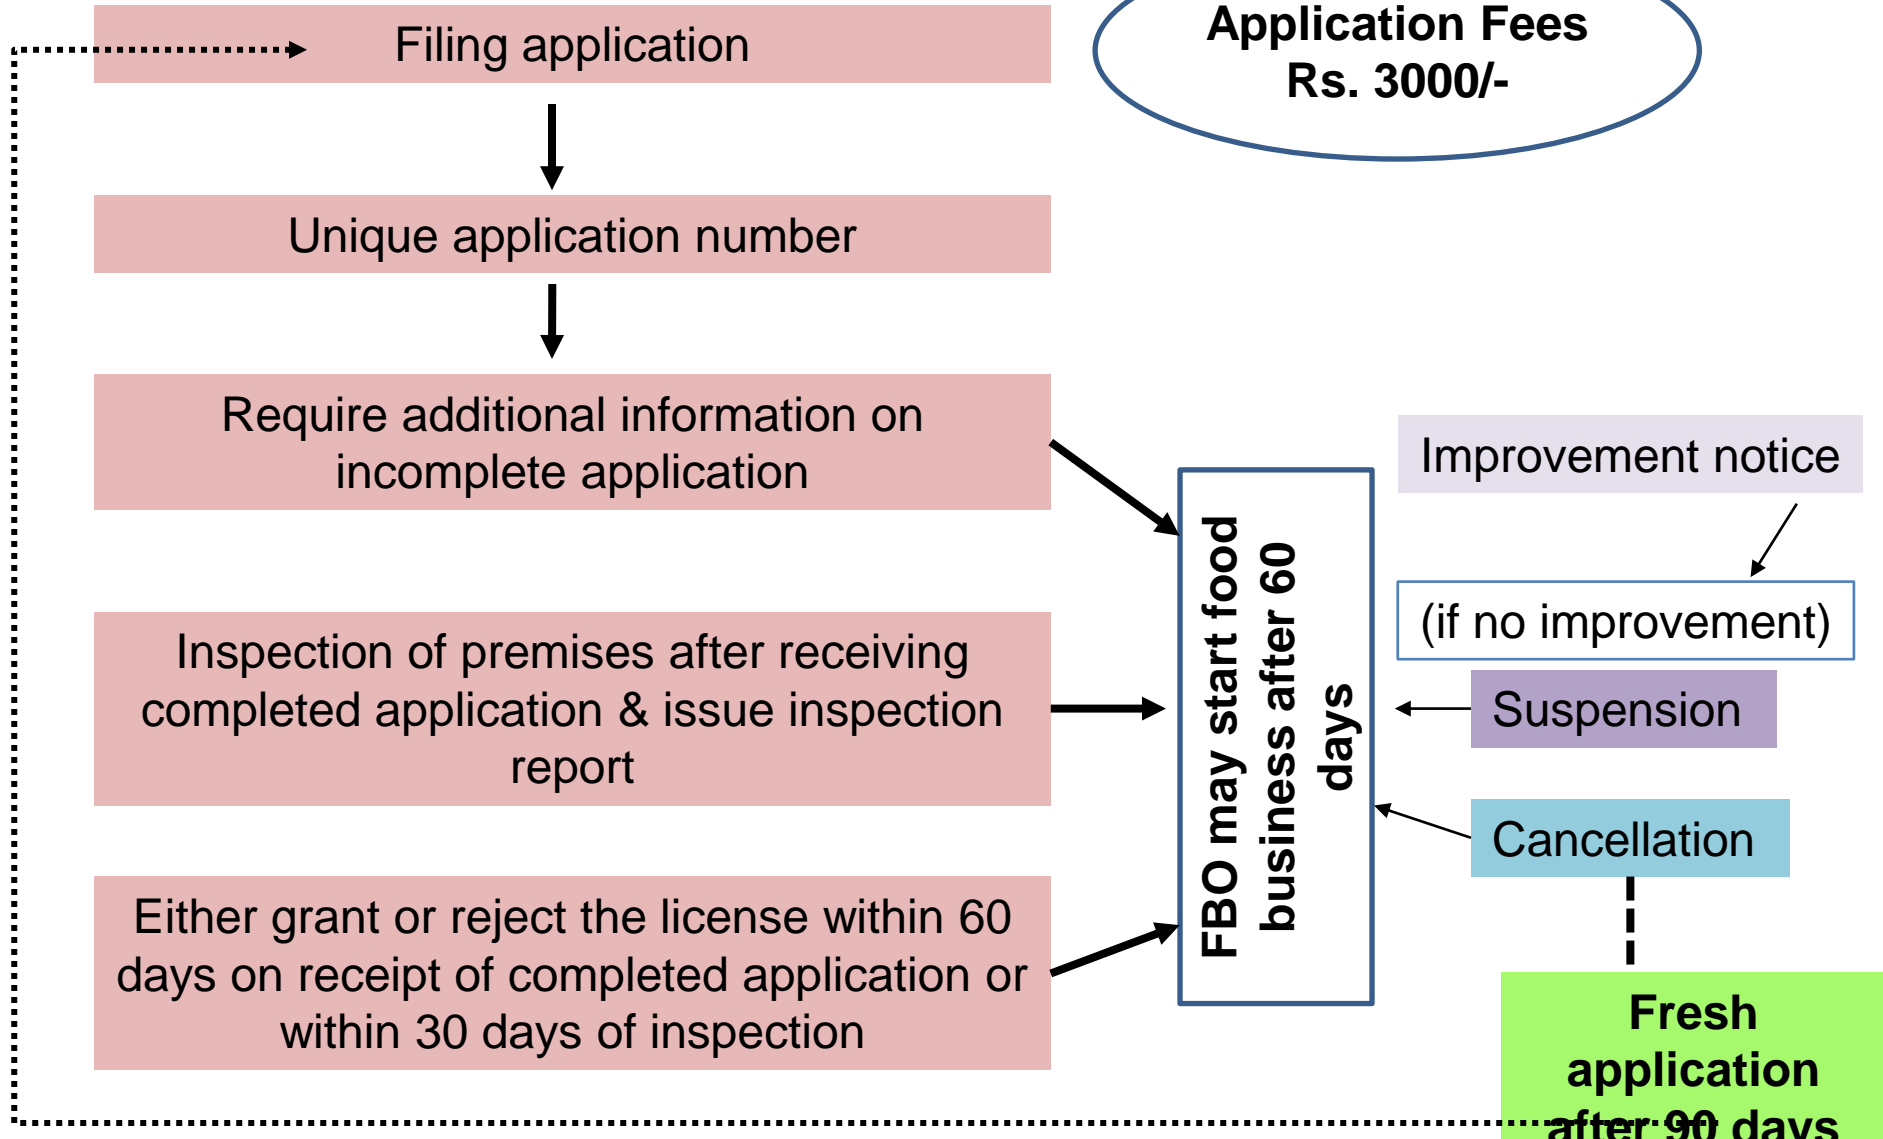 Filing application
Application Fees
Rs. 3000/-
Unique application number
Require additional information on
incomplete application
Inspection of premises after receiving
completed application & issue inspection
report
Either grant or reject the license within 60
days on receipt of completed application or
within 30 days of inspection
FBO may start food
business after 60
days
Improvement notice
(if no improvement)
Suspension
Cancellation
Fresh
application
after 90 days